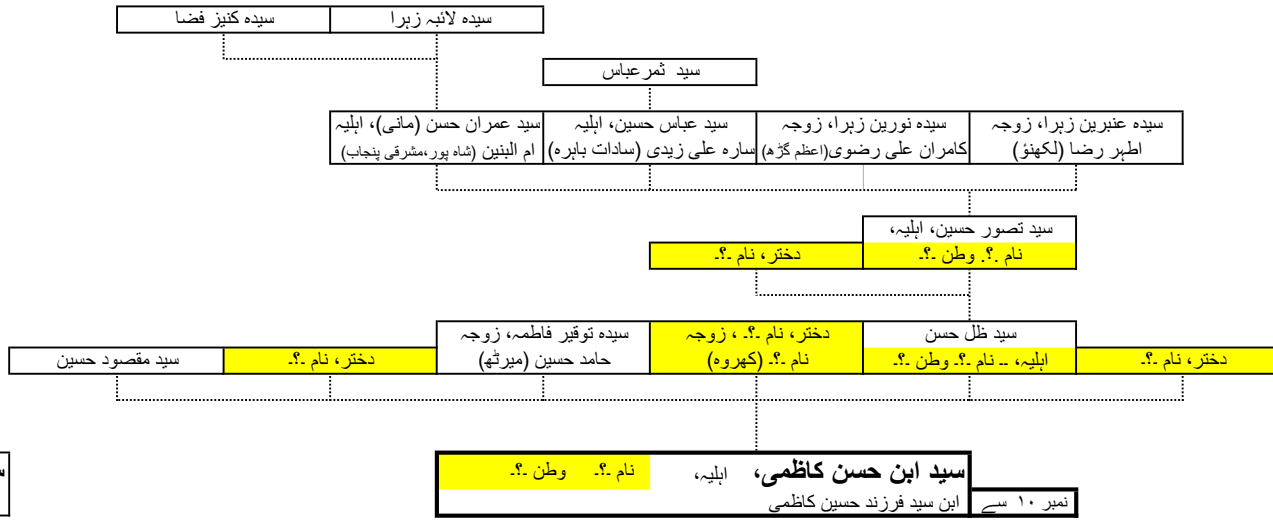 سیدہ لائبہ زہرا
سیدہ کنیز فضا
سید ثمر عباس
سیدہ عنبرین زہرا، زوجہ
اطہر رضا (لکھنؤ)
سیدہ نورین زہرا، زوجہ
کامران علی رضوی(اعظم گڑھ)
سید عباس حسین، اہلیہ
سارہ علی زیدی (سادات باہرہ)
سید عمران حسن (مانی)، اہلیہ
ام البنین (شاہ پور،مشرقی پنجاب)
سید تصور حسین، اہلیہ،
نام ۔؟۔ وطن ۔؟۔
دختر، نام ۔؟۔
دختر، نام ۔؟۔
سید ظل حسن
اہلیہ، ۔۔ نام ۔؟۔ وطن ۔؟۔
دختر، نام ۔؟۔ ، زوجہ
نام ۔؟۔ (کھروہ)
سیدہ توقیر فاطمہ، زوجہ
حامد حسین (میرٹھ)
دختر، نام ۔؟۔
سید مقصود حسین
سید ابن حسن کاظمی، اہلیہ، نام ۔؟۔ وطن ۔؟۔
نمبر ۱۰ سے ابن سید فرزند حسین کاظمی